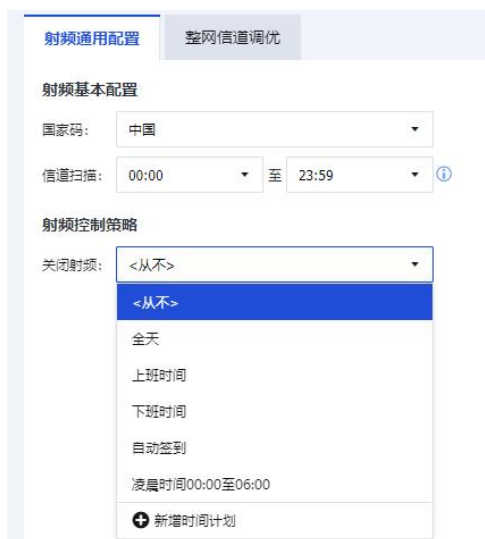 射频通用配置 整网信道调优
射频基本配置
国家码: 中国
信道扫描: 00:00 至 23:59
射频控制策略
关闭射频: <从不>
<从不>
全天
上班时间
下班时间
自动签到
凌晨时间00:00至06:00
新增时间计划